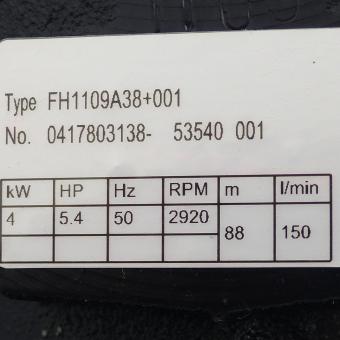 Type FH1109A38+001
No. 0417803138- 53540 001
kW HP Hz RPM m l/min
4 5.4 50 2920 88 150